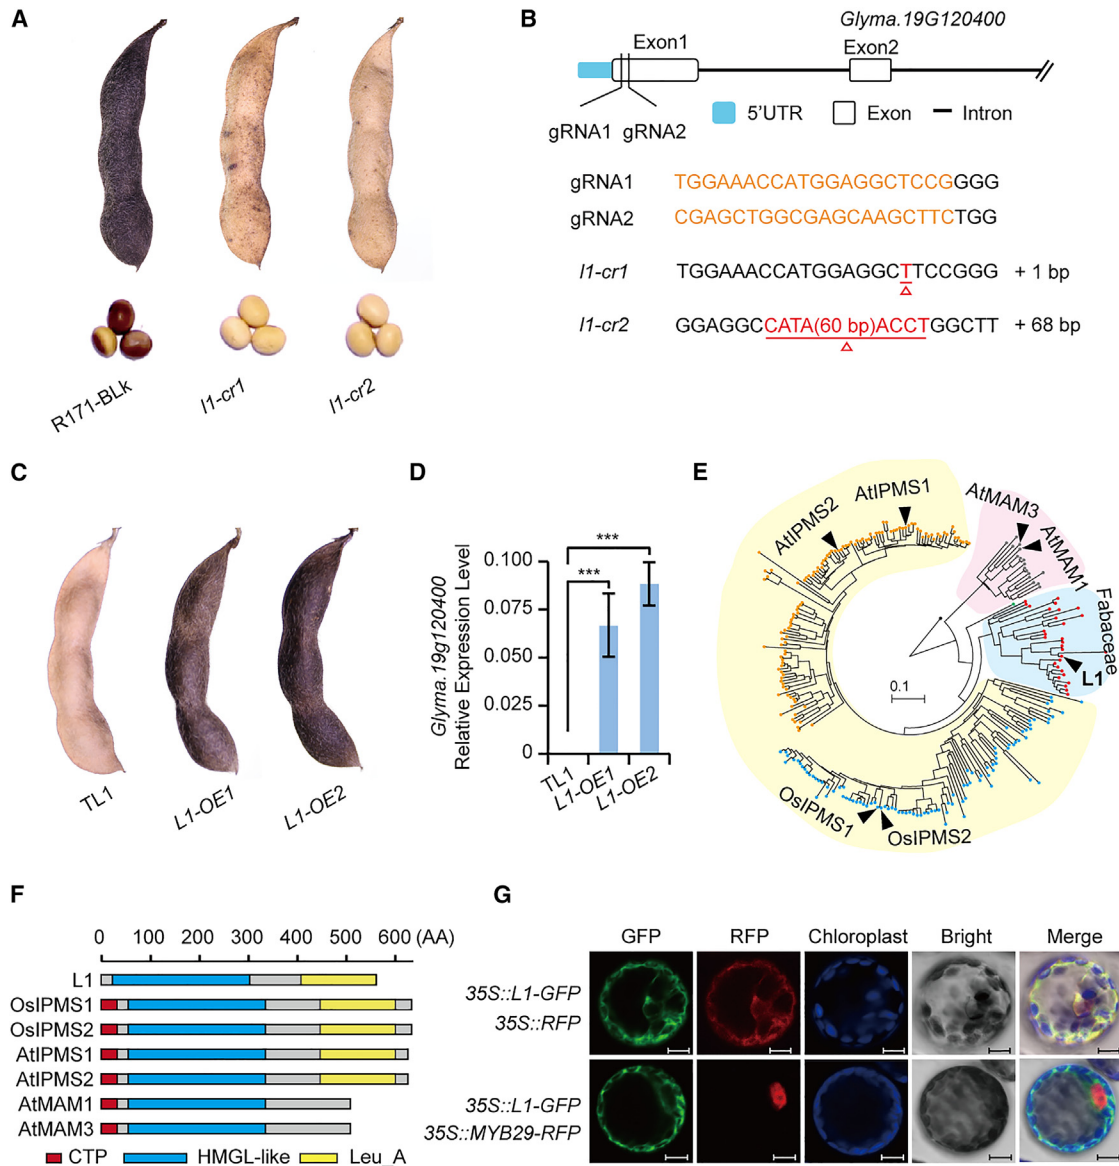 A
R171-BLk
l1-cr1
l1-cr2
B
Glyma.19G120400
Exon1
Exon2
gRNA1
gRNA2
5'UTR
Exon
Intron
gRNA1 TGGAAACCATGGAGGCTCCGGGG
gRNA2 CGAGCTGGCGAGCAAGCTTCTGG
l1-cr1 TGGAAACCATGGAGGCTTCCGGG + 1 bp
l1-cr2 GGAGGCCATA(60 bp)ACCTGGCTT + 68 bp
C
TL1
L1-OE1
L1-OE2
D
Glyma.19g120400
Relative Expression Level
0.100
0.075
0.050
0.025
0
***
***
TL1
L1-OE1
L1-OE2
E
AtIPMS2
AtIPMS1
AtMAM3
AtMAM1
Fabaceae
L1
0.1
OsIPMS1
OsIPMS2
F
0 100 200 300 400 500 600 (AA)
L1
OsIPMS1
OsIPMS2
AtIPMS1
AtIPMS2
AtMAM1
AtMAM3
CTP HMGL-like Leu_A
G
GFP RFP Chloroplast Bright Merge
35S::L1-GFP
35S::RFP
35S::L1-GFP
35S::MYB29-RFP